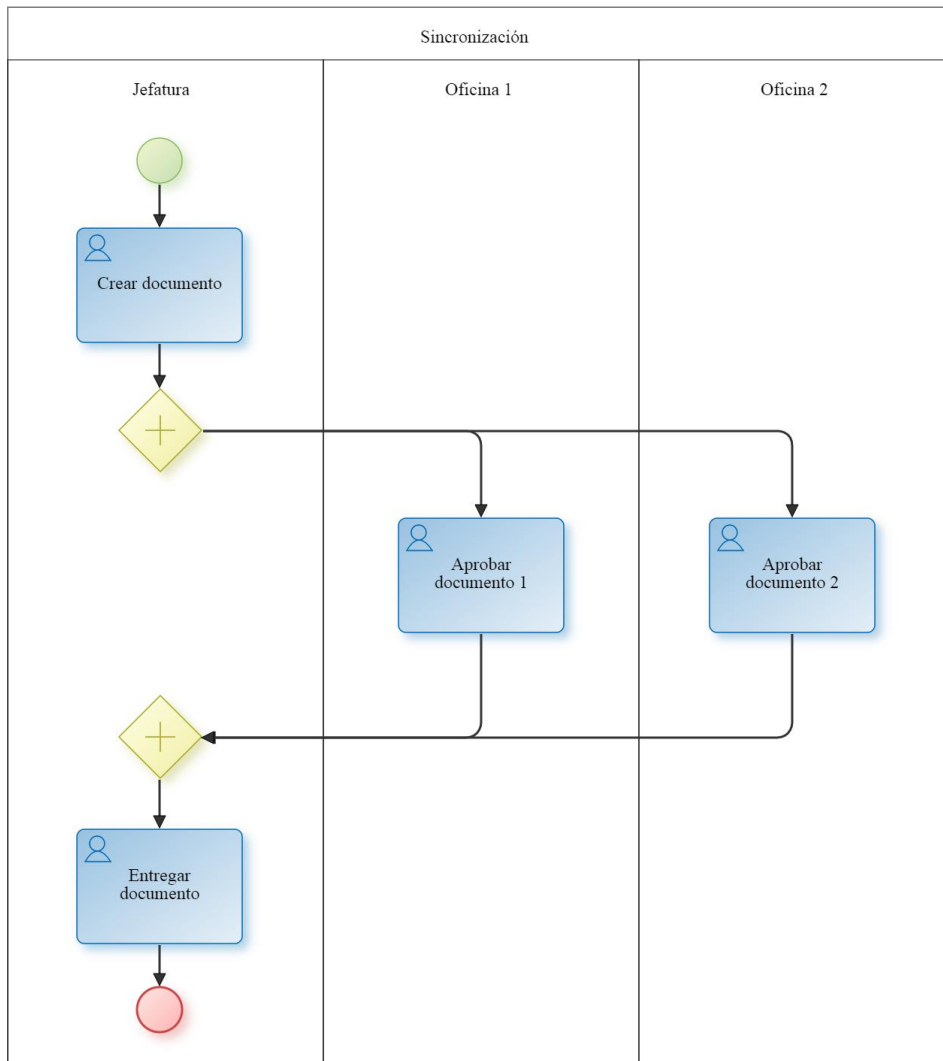 Sincronización
Jefatura
Oficina 1
Oficina 2
Crear documento
Aprobar
documento 1
Aprobar
documento 2
Entregar
documento